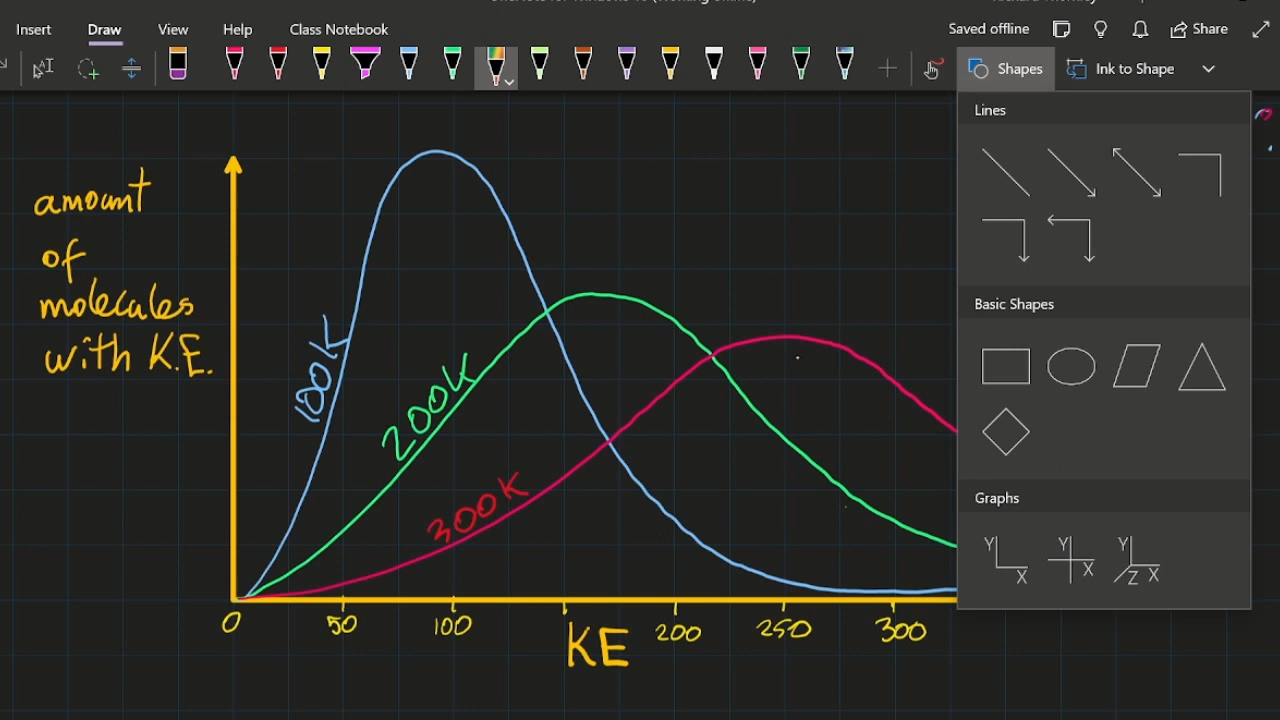 Insert Draw View Help Class Notebook Saved offline Share
Shapes Ink to Shape
Lines
amount
of
molecules
with K.E.
100K
200K
300K
Basic Shapes
Graphs
Y X Y X Y Z X
0 50 100 200 250 300
KE